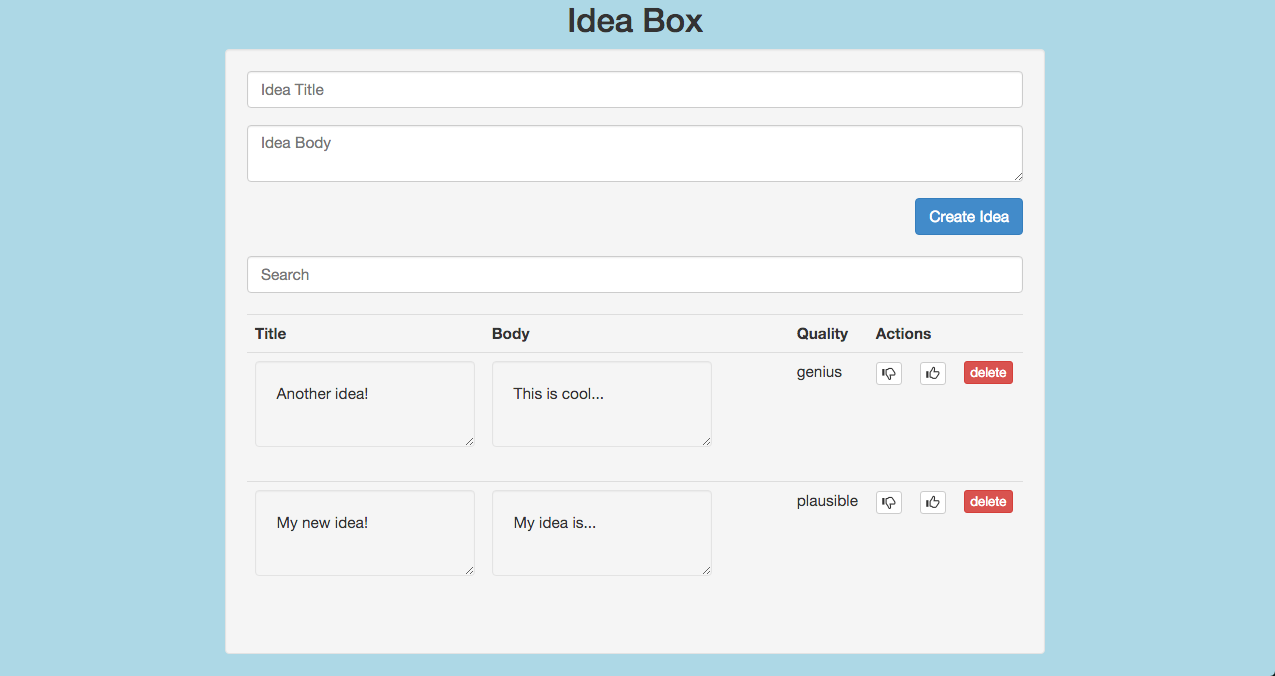 Idea Box
Idea Title
Idea Body
Create Idea
Search
Title Body Quality Actions
Another idea! This is cool... genius delete
My new idea! My idea is... plausible delete